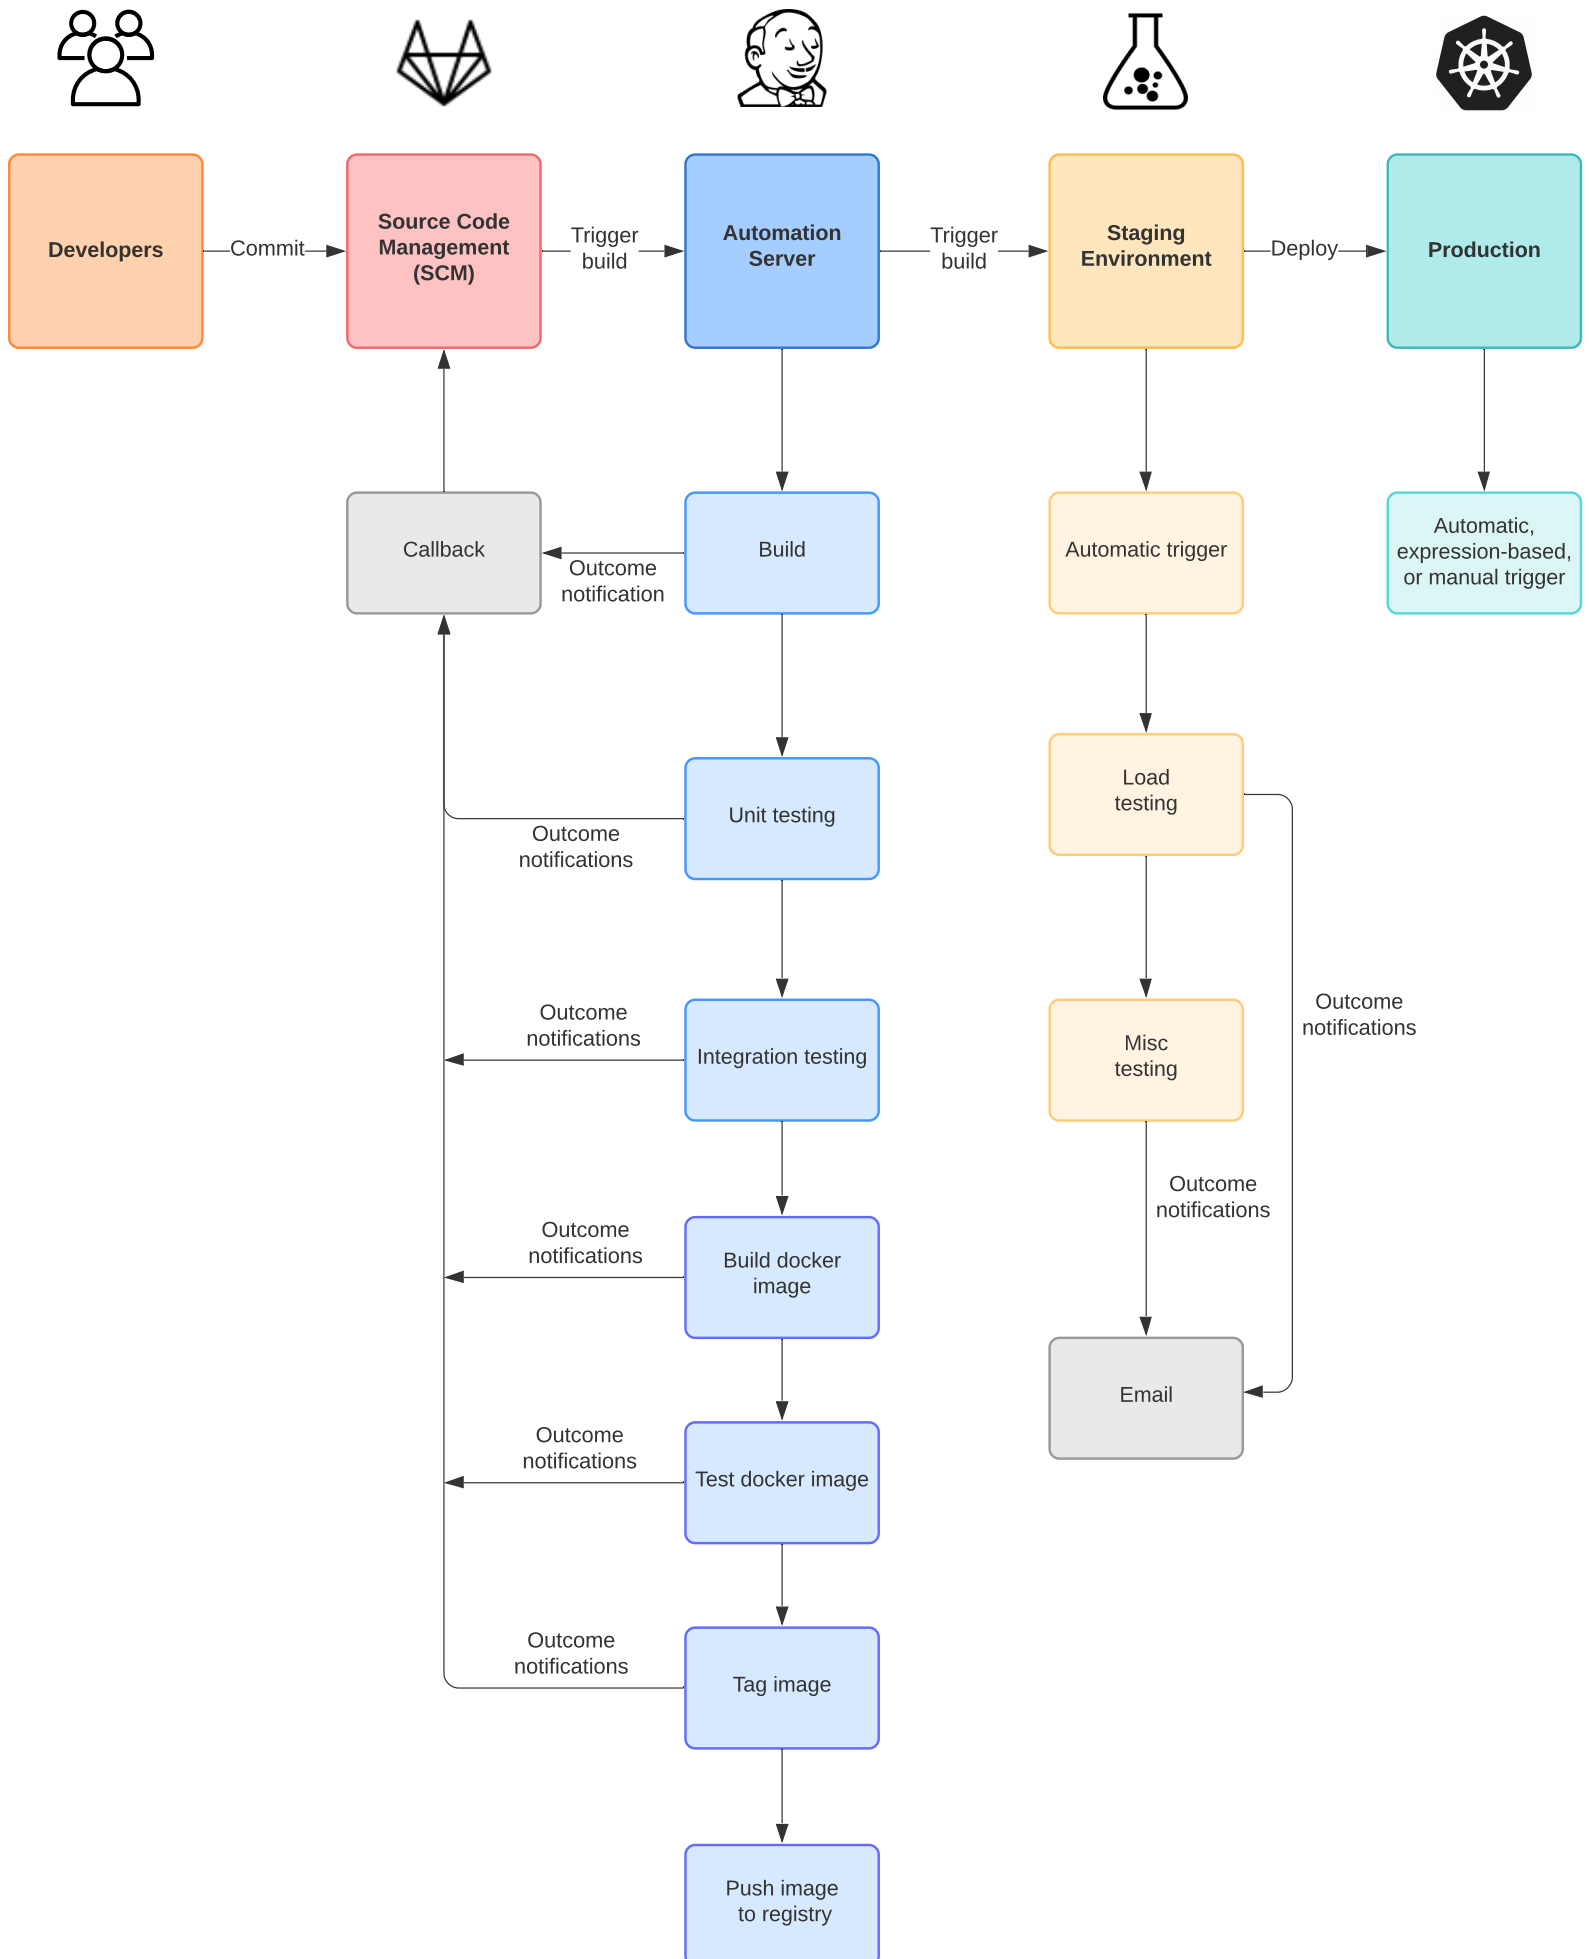 Developers
Commit
Source Code
Management
(SCM)
Trigger
build
Automation
Server
Trigger
build
Staging
Environment
Deploy
Production
Callback
Outcome
notification
Build
Automatic trigger
Automatic,
expression-based,
or manual trigger
Unit testing
Outcome
notifications
Load
testing
Outcome
notifications
Integration testing
Misc
testing
Outcome
notifications
Outcome
notifications
Build docker
image
Outcome
notifications
Email
Outcome
notifications
Test docker image
Outcome
notifications
Tag image
Push image
to registry